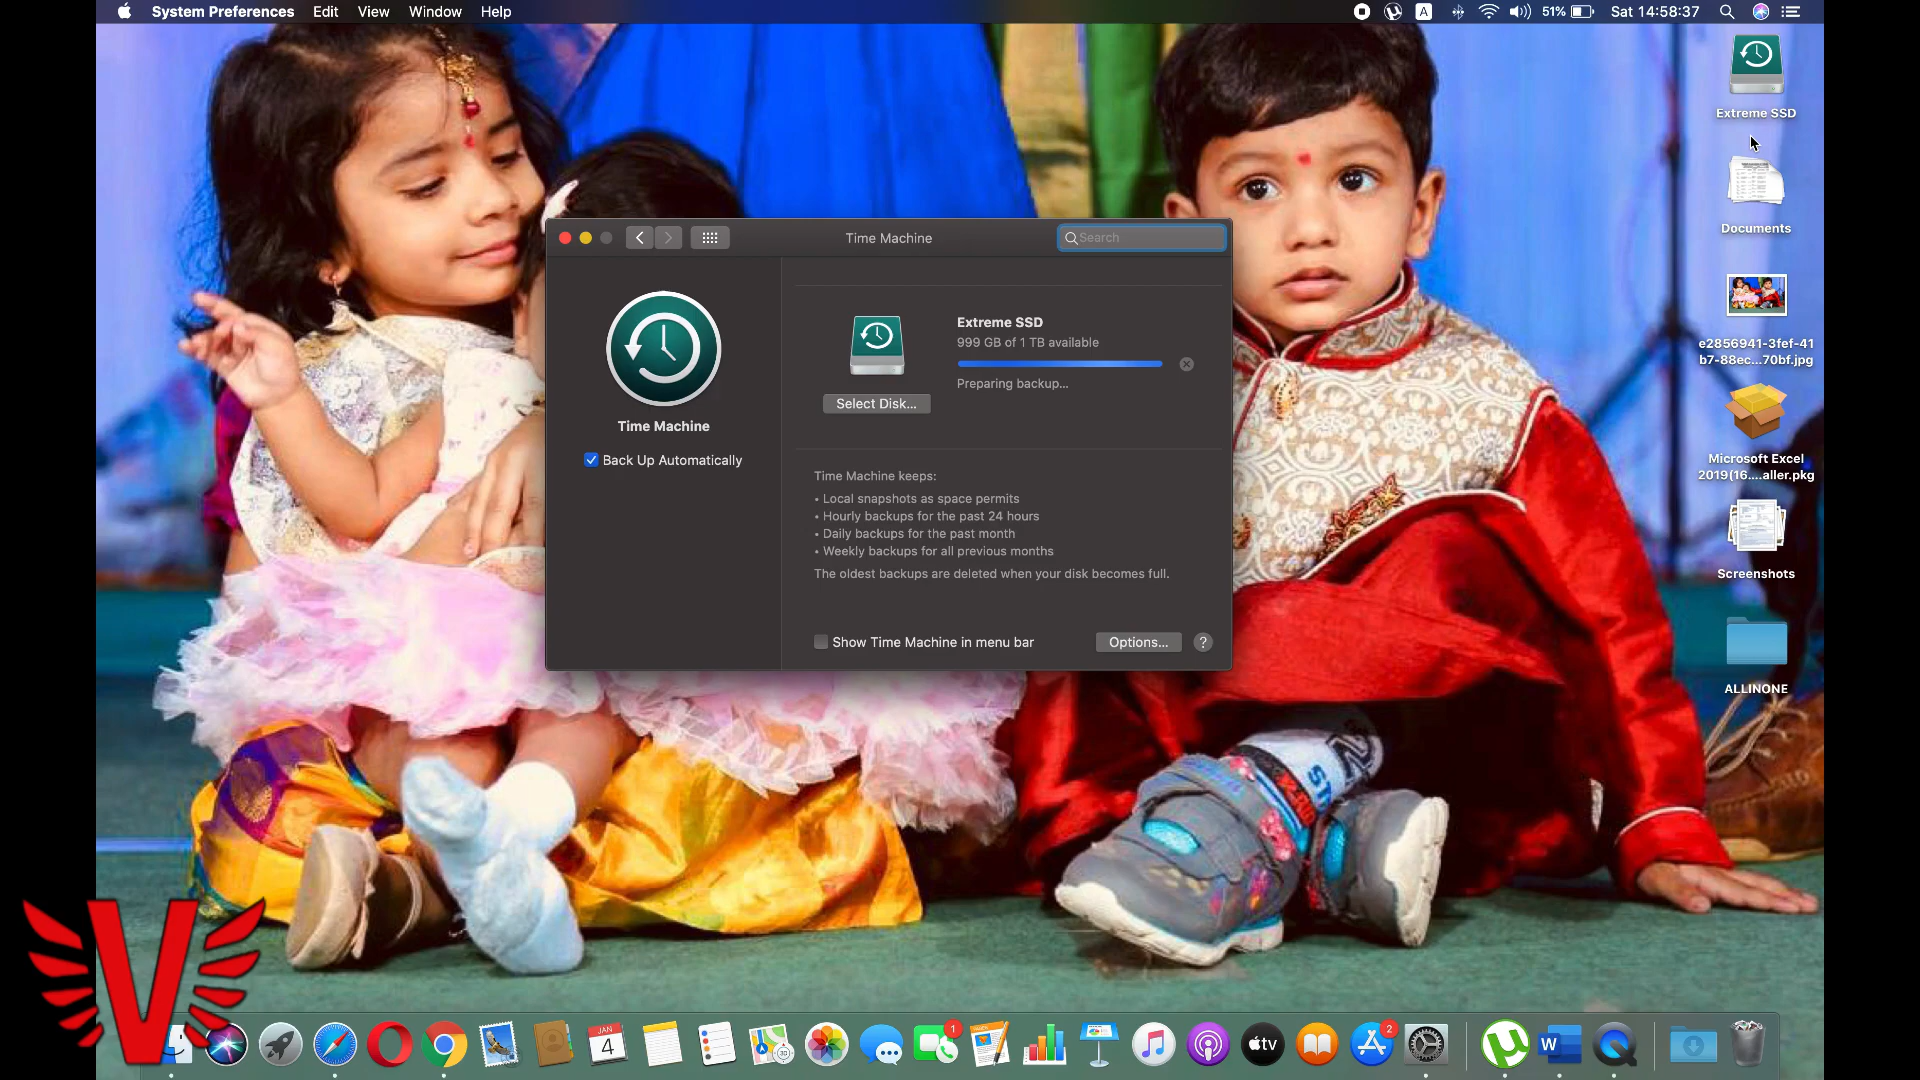 System Preferences Edit View Window Help
A 51% Sat 14:58:37
Extreme SSD
Documents
e2856941-3fef-41
b7-88ec...70bf.jpg
Microsoft Excel
2019(16....aller.pkg
Screenshots
ALLINONE
Time Machine
Search
Time Machine
Back Up Automatically
Extreme SSD
999 GB of 1 TB available
Preparing backup...
Select Disk...
Time Machine keeps:
• Local snapshots as space permits
• Hourly backups for the past 24 hours
• Daily backups for the past month
• Weekly backups for all previous months
The oldest backups are deleted when your disk becomes full.
Show Time Machine in menu bar
Options...
?
V
JAN
4
1
tv
2
W